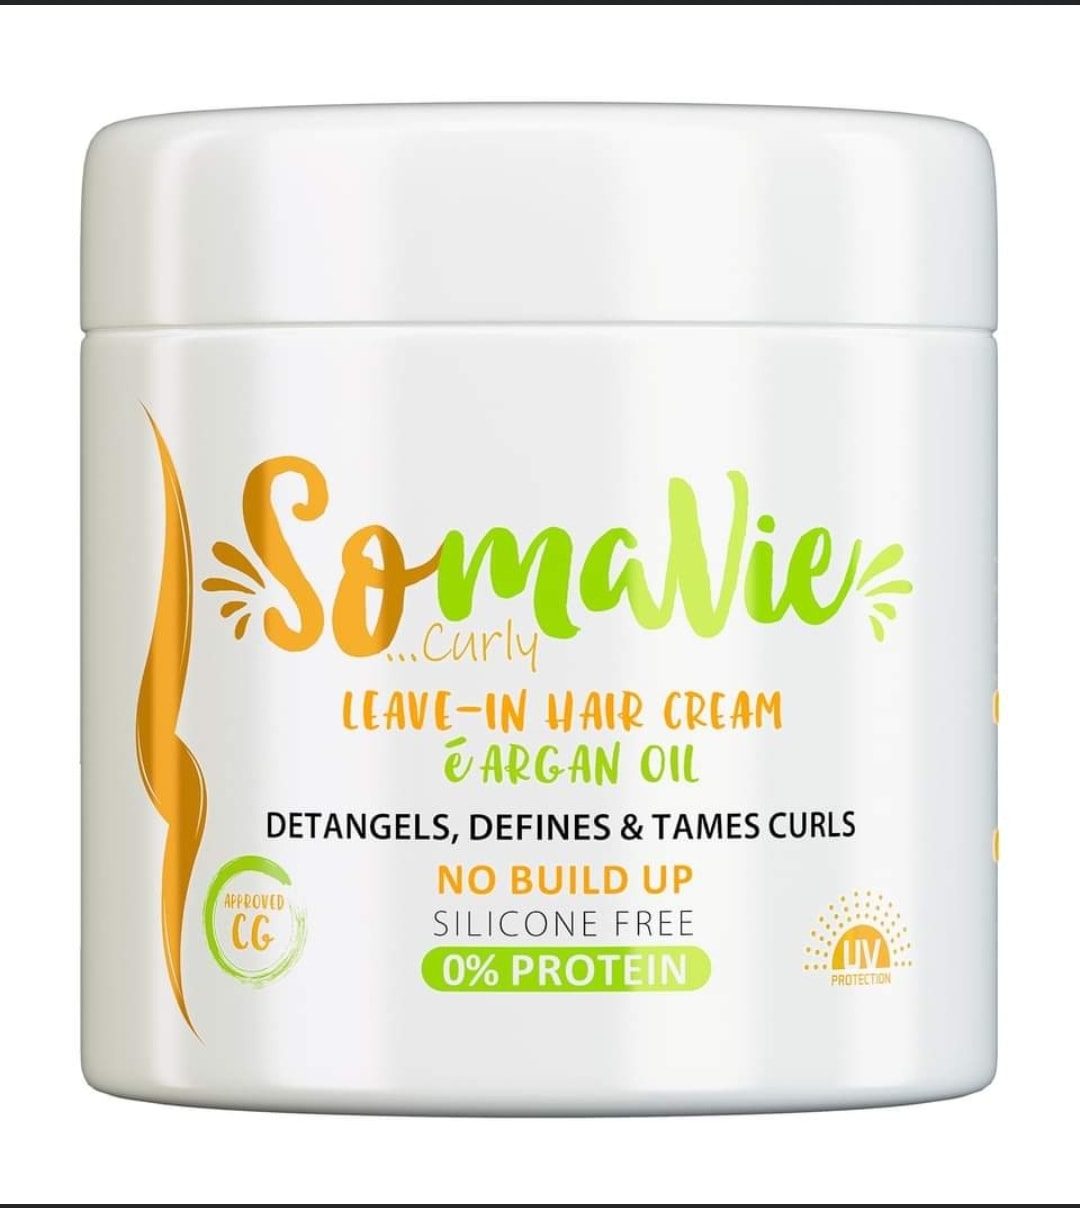 SomaVie
...Curly
LEAVE-IN HAIR CREAM
é ARGAN OIL
DETANGELS, DEFINES & TAMES CURLS
NO BUILD UP
SILICONE FREE
0% PROTEIN
APPROVED
CG
UV
PROTECTION